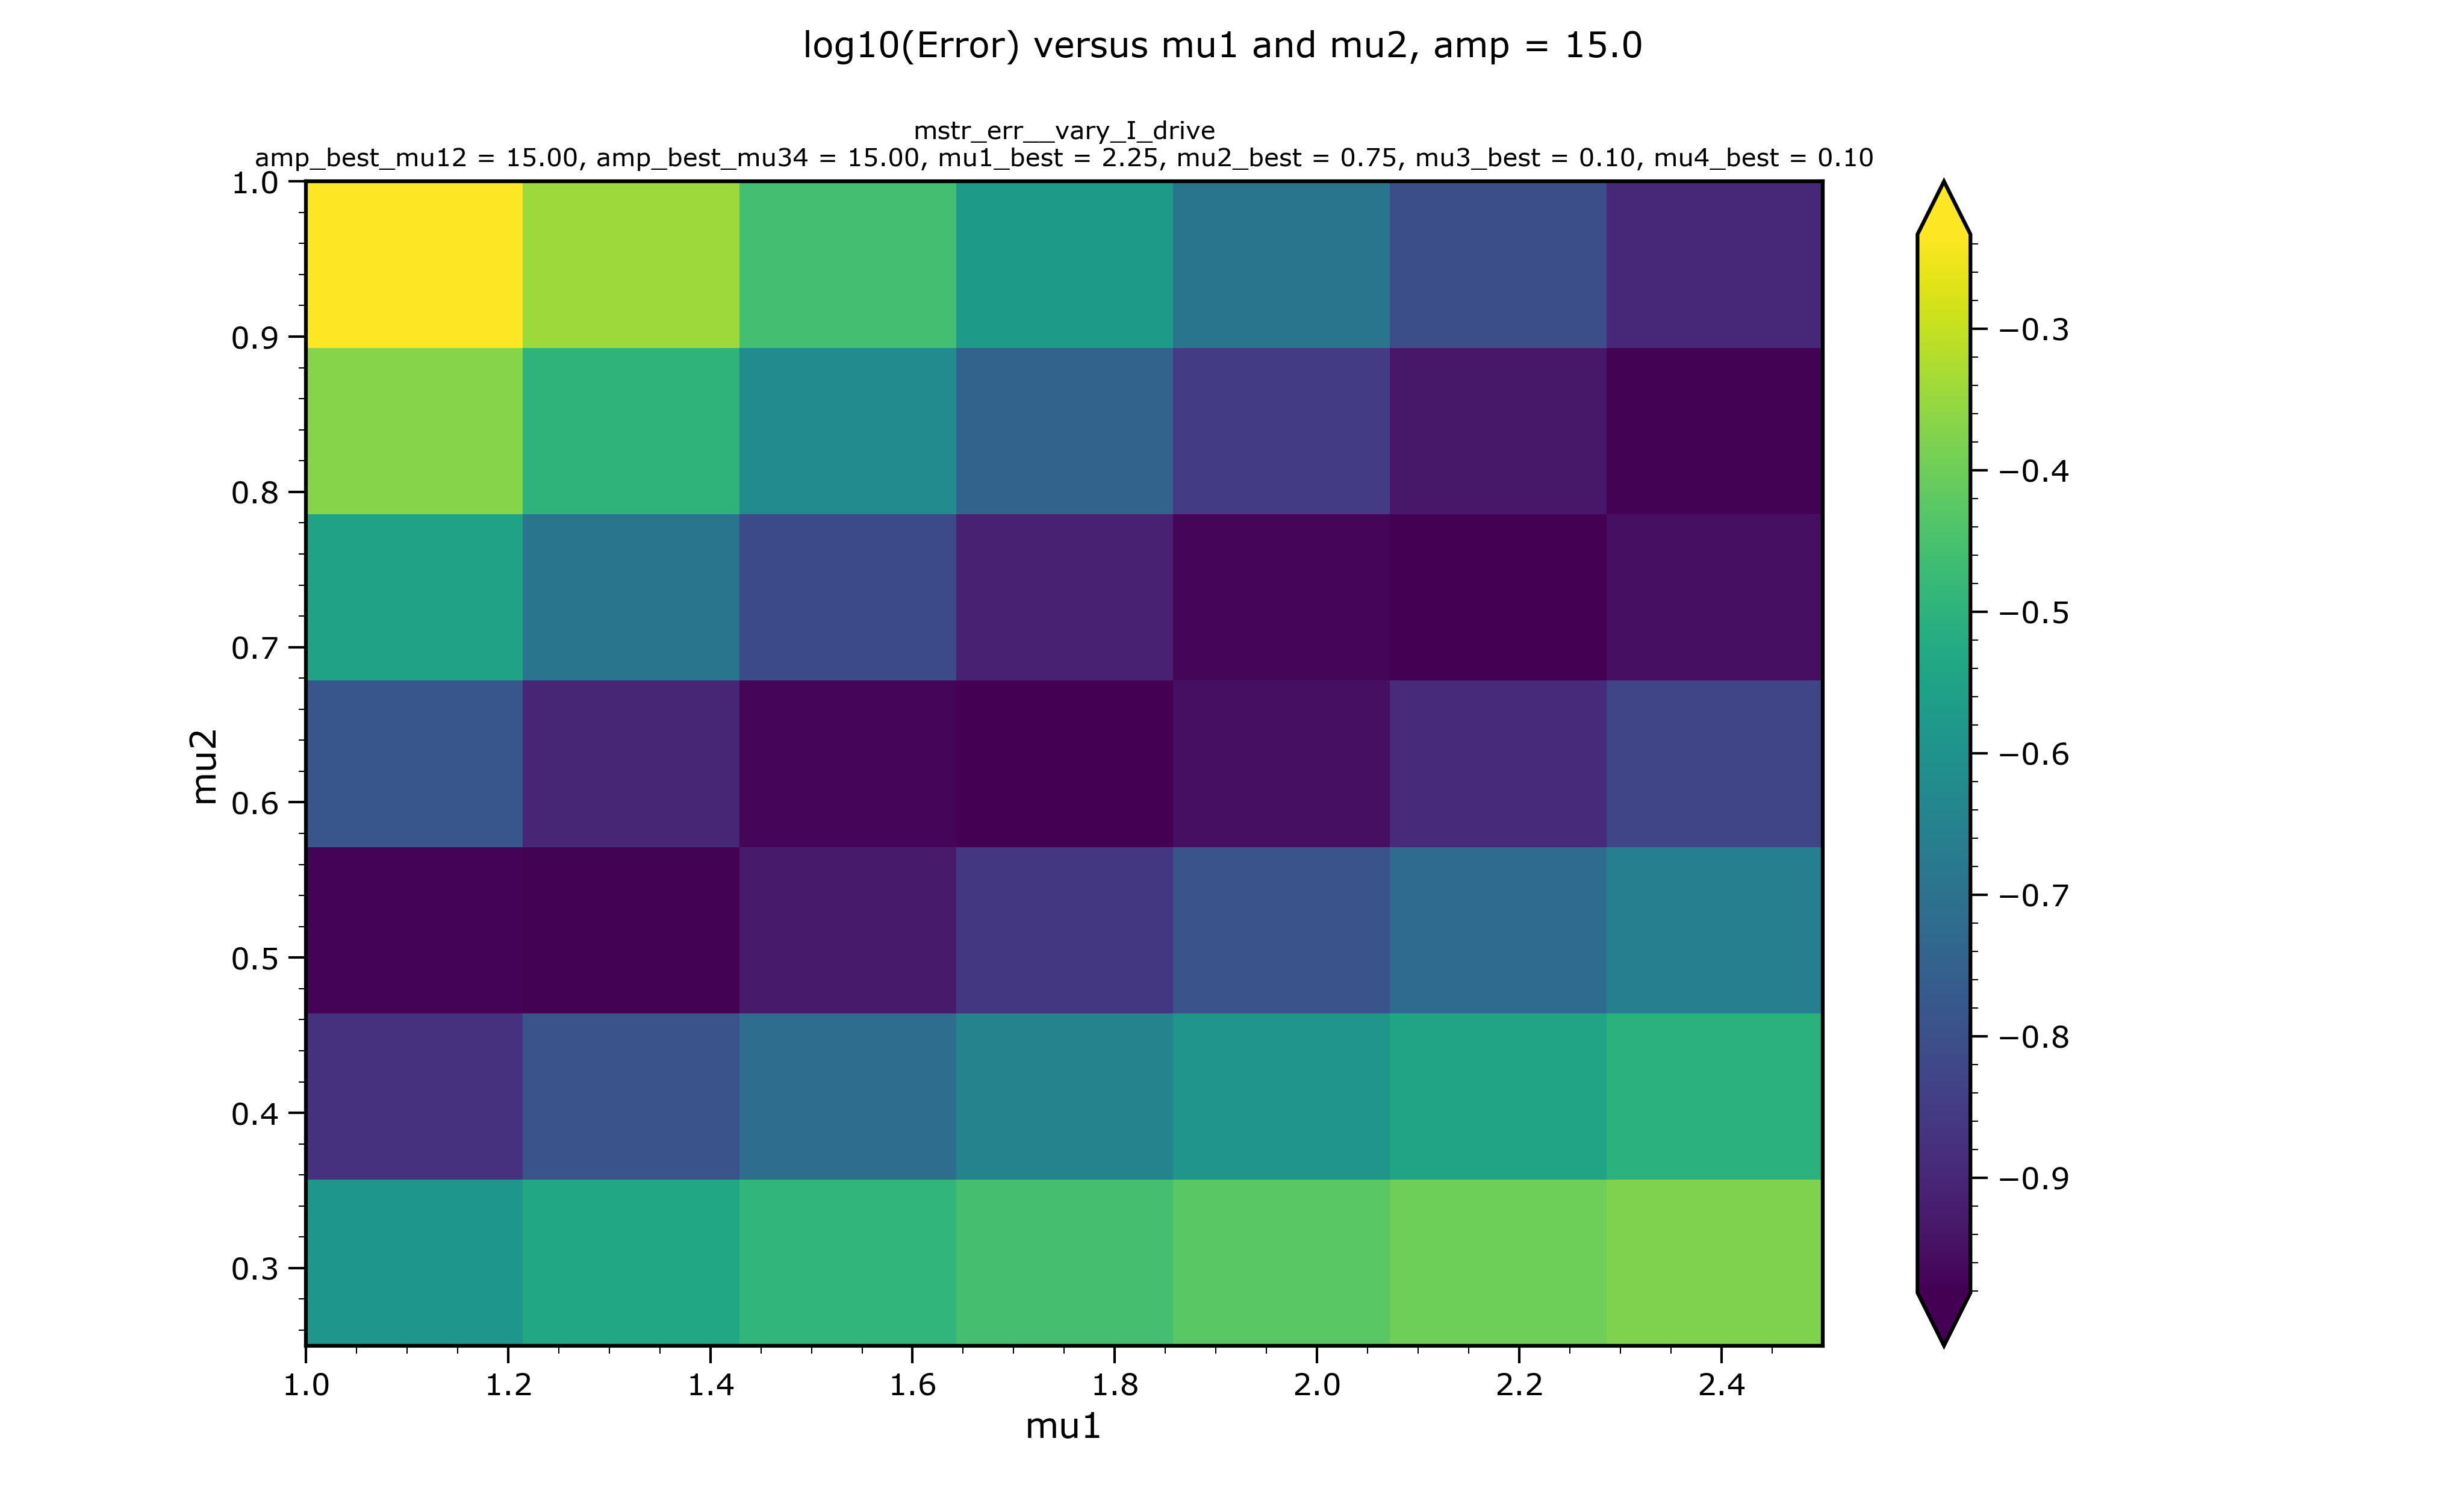 log10(Error) versus mu1 and mu2, amp = 15.0
mstr_err__vary_I_drive
amp_best_mu12 = 15.00, amp_best_mu34 = 15.00, mu1_best = 2.25, mu2_best = 0.75, mu3_best = 0.10, mu4_best = 0.10
1.0
0.9
0.8
0.7
0.6
0.5
0.4
0.3
mu2
1.0 1.2 1.4 1.6 1.8 2.0 2.2 2.4
mu1
−0.3
−0.4
−0.5
−0.6
−0.7
−0.8
−0.9